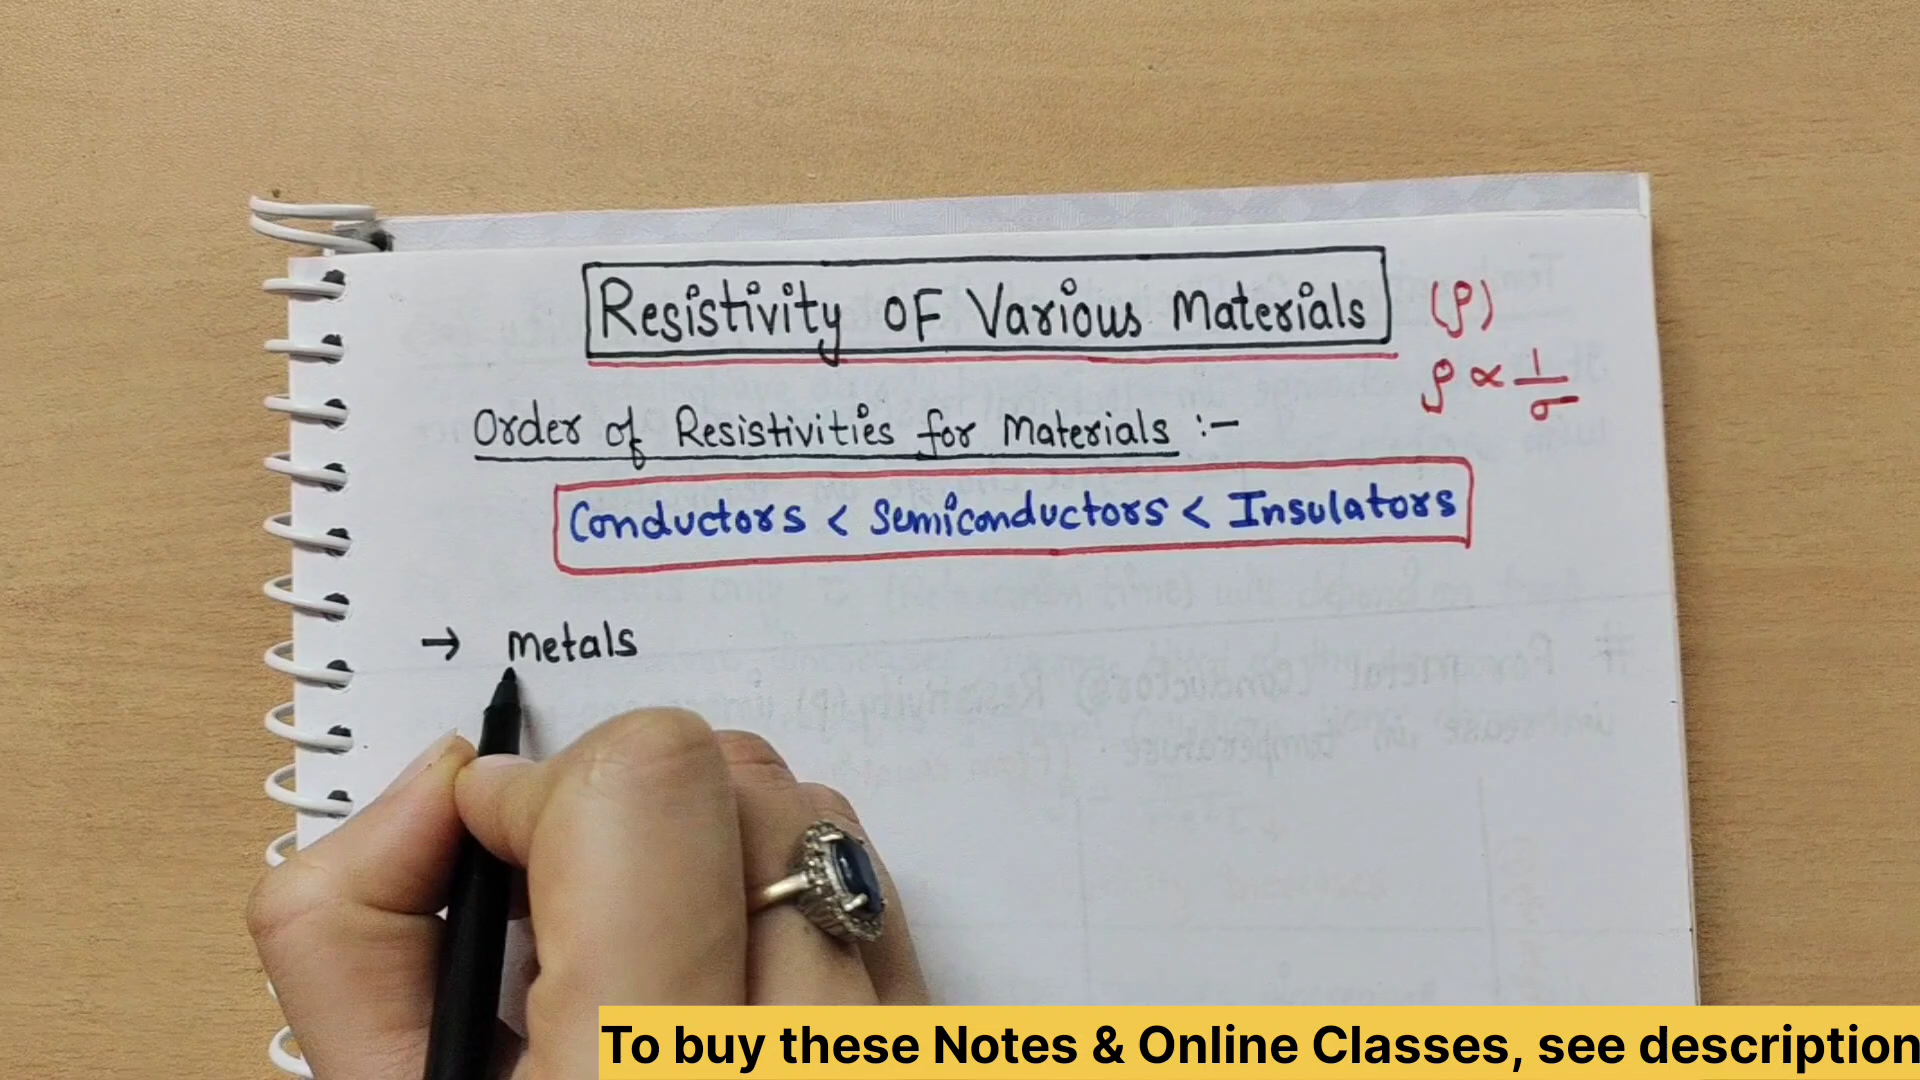 Resistivity OF Various Materials (ρ)
ρ ∝ 1/σ
Order of Resistivities for Materials :-
Conductors < Semiconductors < Insulators
→ Metals
To buy these Notes & Online Classes, see description